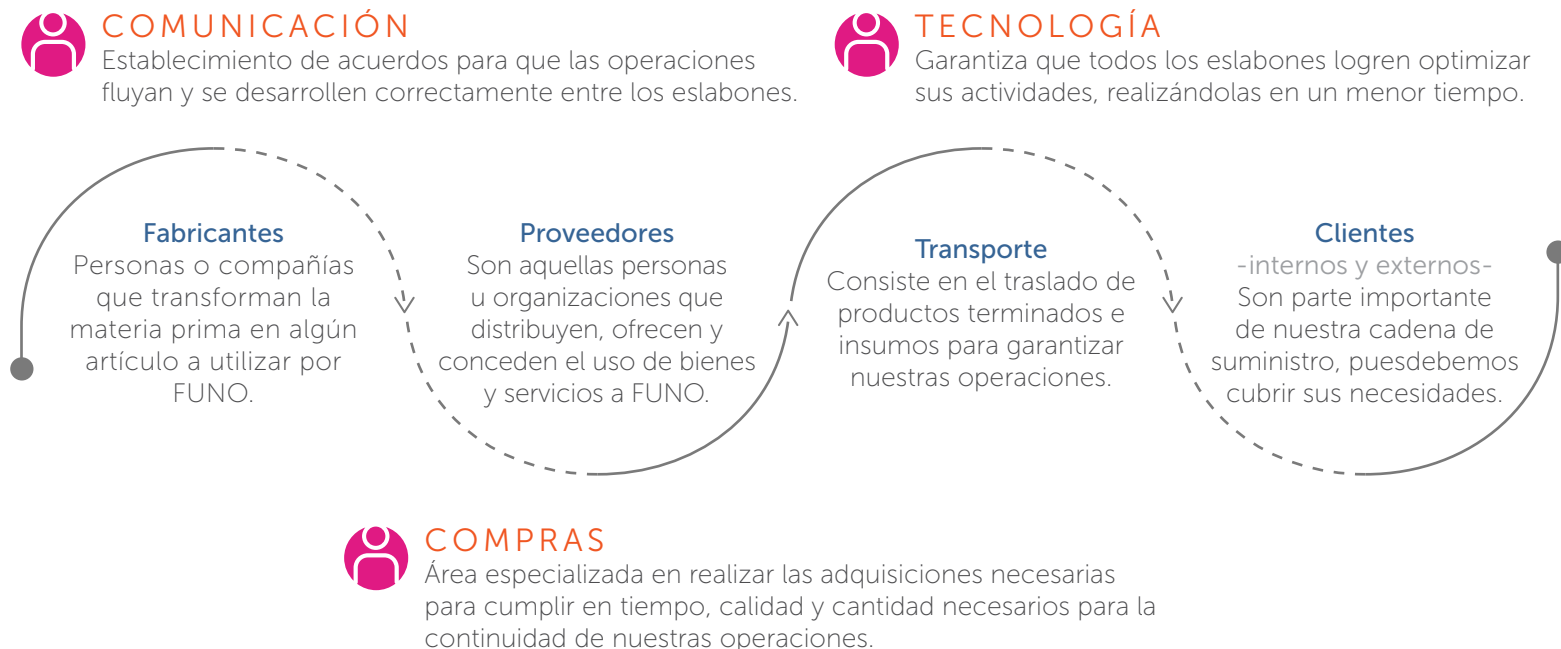 COMUNICACIÓN
Establecimiento de acuerdos para que las operaciones
fluyan y se desarrollen correctamente entre los eslabones.
TECNOLOGÍA
Garantiza que todos los eslabones logren optimizar
sus actividades, realizándolas en un menor tiempo.
Fabricantes
Personas o compañías
que transforman la
materia prima en algún
artículo a utilizar por
FUNO.
Proveedores
Son aquellas personas
u organizaciones que
distribuyen, ofrecen y
conceden el uso de bienes
y servicios a FUNO.
Transporte
Consiste en el traslado de
productos terminados e
insumos para garantizar
nuestras operaciones.
Clientes
-internos y externos-
Son parte importante
de nuestra cadena de
suministro, puesdebemos
cubrir sus necesidades.
COMPRAS
Área especializada en realizar las adquisiciones necesarias
para cumplir en tiempo, calidad y cantidad necesarios para la
continuidad de nuestras operaciones.